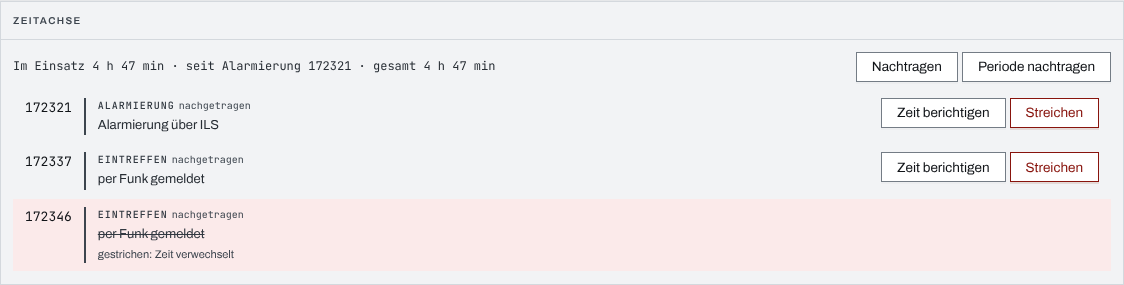 ZEITACHSE
Im Einsatz 4 h 47 min · seit Alarmierung 172321 · gesamt 4 h 47 min
Nachtragen
Periode nachtragen
172321
ALARMIERUNG nachgetragen
Alarmierung über ILS
Zeit berichtigen
Streichen
172337
EINTREFFEN nachgetragen
per Funk gemeldet
Zeit berichtigen
Streichen
172346
EINTREFFEN nachgetragen
per Funk gemeldet
gestrichen: Zeit verwechselt